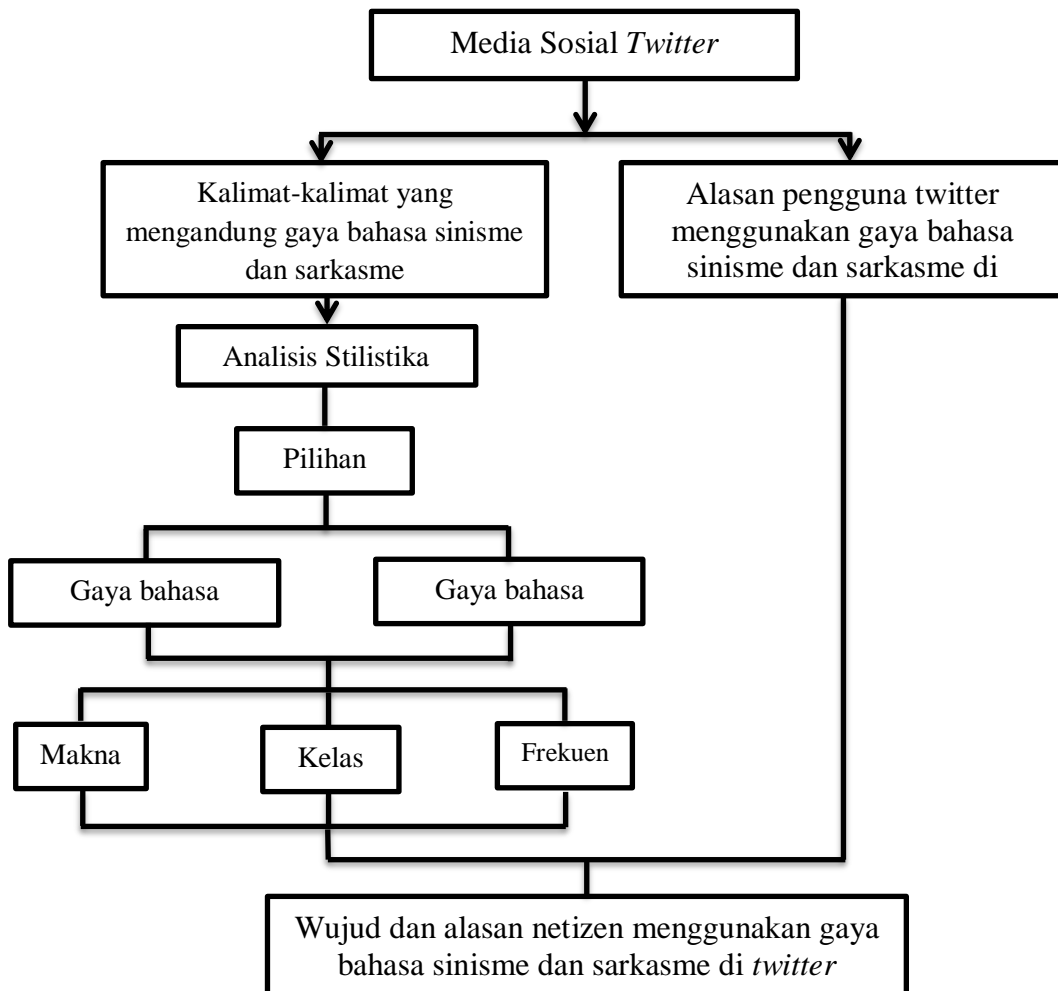 Media Sosial Twitter
Kalimat-kalimat yang
mengandung gaya bahasa sinisme
dan sarkasme
Alasan pengguna twitter
menggunakan gaya bahasa
sinisme dan sarkasme di
Analisis Stilistika
Pilihan
Gaya bahasa
Gaya bahasa
Makna
Kelas
Frekuen
Wujud dan alasan netizen menggunakan gaya
bahasa sinisme dan sarkasme di twitter